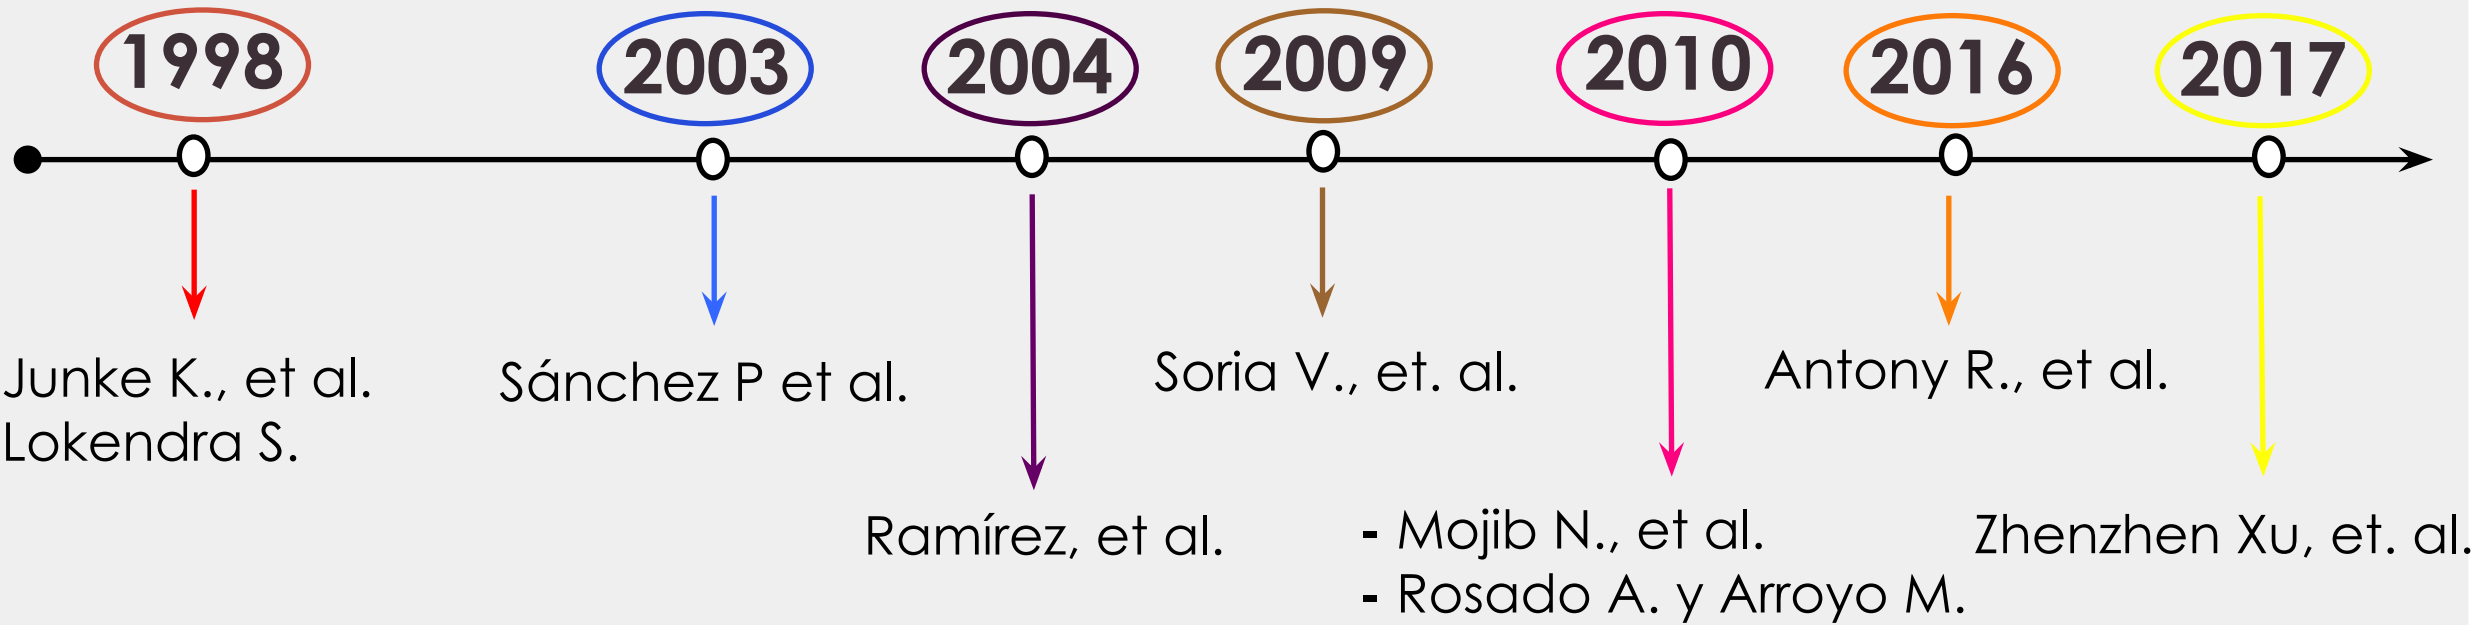 1998
2003
2004
2009
2010
2016
2017
Junke K., et al.
Lokendra S.
Sánchez P et al.
Ramírez, et al.
Soria V., et. al.
- Mojib N., et al.
- Rosado A. y Arroyo M.
Antony R., et al.
Zhenzhen Xu, et. al.